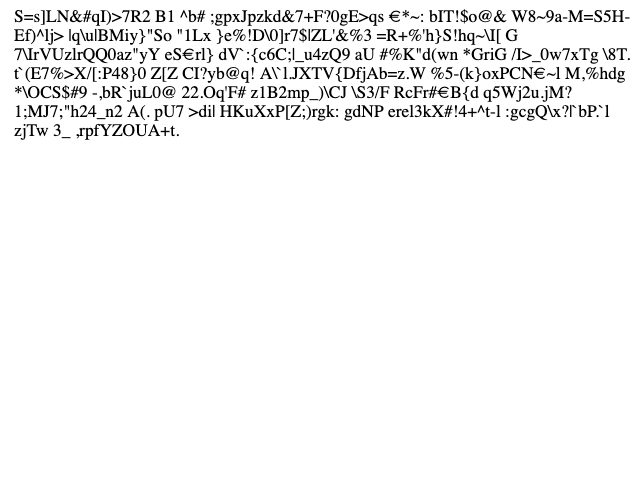 S=s]LN&#qI)>7R2 B1 ^b# ;gpxJpzkd&7+F?0gE>qs €*~: bIT!$o@& W8~9a-M=S5H-
Ef)^lj> |q\u|BMiy}"So "1Lx }e%!D\0]r7$|ZL'&%3 =R+%'h}S!hq~\I[ G
7\IrVUzlrQQ0az"yY eS€rl} dV`:{c6C;|_u4zQ9 aU #%K"d(wn *GriG /I>_0w7xTg \8T.
t`(E7%>X/[:P48}0 Z[Z CI?yb@q! A\`l.JXTV{DfjAb=z.W %5-(k}oxPCN€~l M,%hdg
*\OCS$#9 -,bR`juL0@ 22.Oq'F# z1B2mp_)\CJ \S3/F RcFr#€B{d q5Wj2u.jM?
1;MJ7;"h24_n2 A(. pU7 >di| HKuXxP[Z;)rgk: gdNP erel3kX#!4+^t-l :gcgQ\x?|`bP.`l
zjTw 3_ ,rpfYZOUA+t.